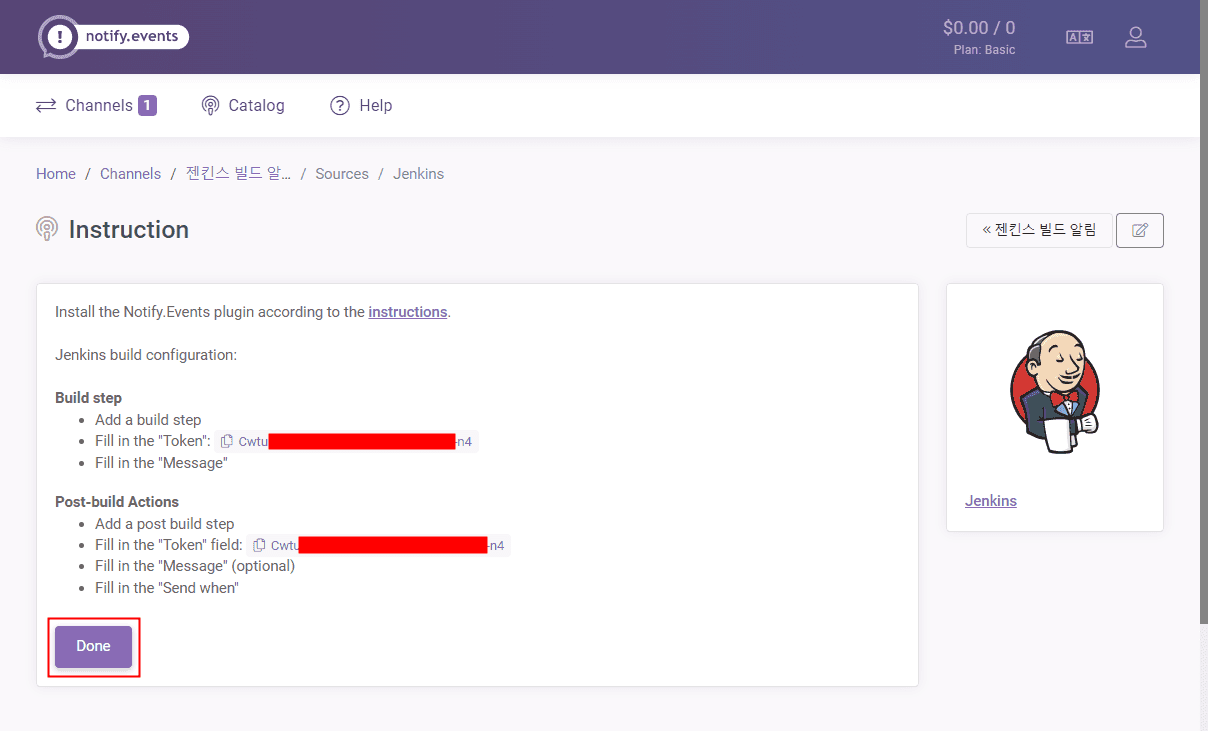 notify.events
$0.00 / 0
Plan: Basic
Channels 1
Catalog
Help
Home / Channels / 젠킨스 빌드 알... / Sources / Jenkins
Instruction
« 젠킨스 빌드 알림
Install the Notify.Events plugin according to the instructions.
Jenkins build configuration:
Build step
Add a build step
Fill in the "Token": Cwtu -n4
Fill in the "Message"
Post-build Actions
Add a post build step
Fill in the "Token" field: Cwtu -n4
Fill in the "Message" (optional)
Fill in the "Send when"
Done
Jenkins